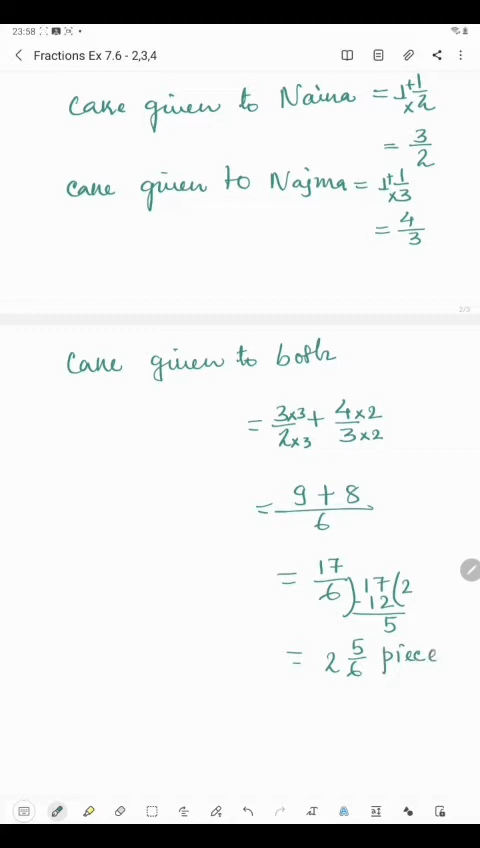 23:58
Fractions Ex 7.6 - 2,3,4
Cake given to Naina = 1 +1/×2
= 3/2
Cake given to Najma = 1 +1/×3
= 4/3
2/3
Cake given to both
= 3×3/2×3 + 4×2/3×2
= 9 + 8/6
= 17/6 ) 17 ( 2
- 12
5
= 2 5/6 piece